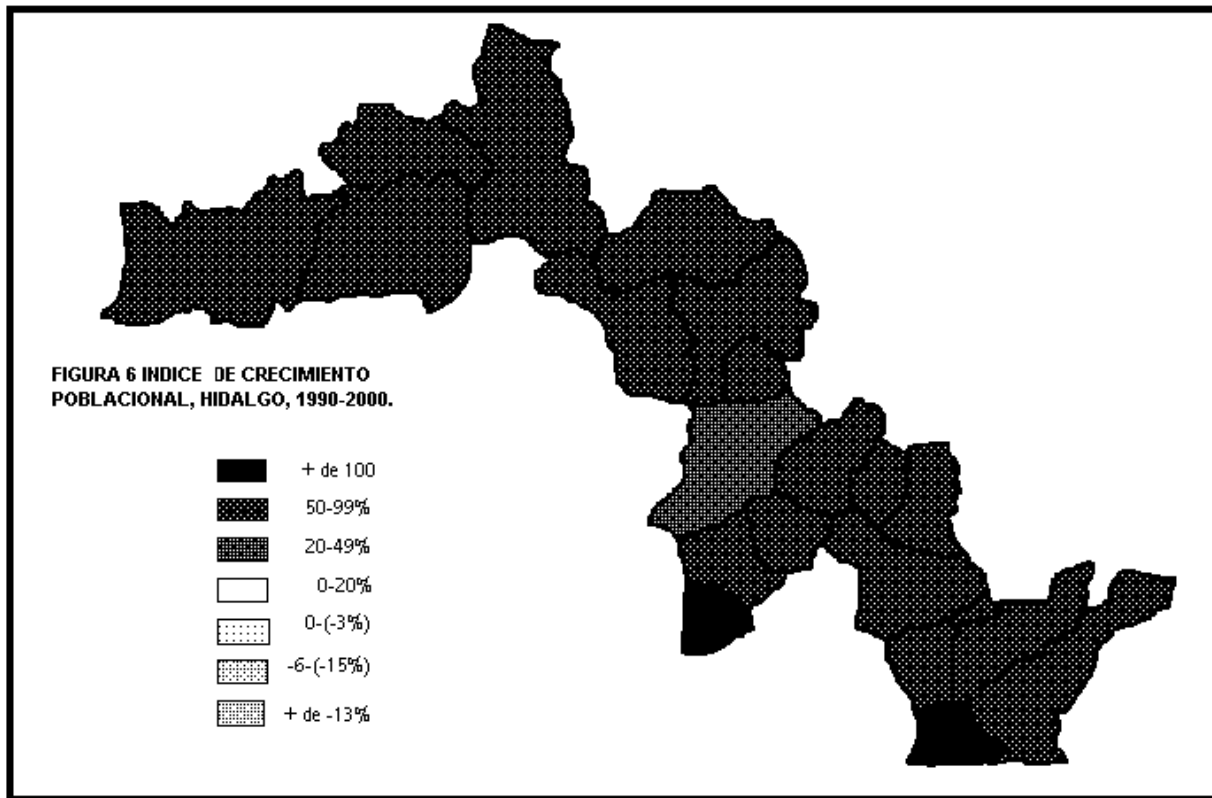 FIGURA 6 INDICE DE CRECIMIENTO
POBLACIONAL, HIDALGO, 1990-2000.
+ de 100
50-99%
20-49%
0-20%
0-(-3%)
-6-(-15%)
+ de -13%